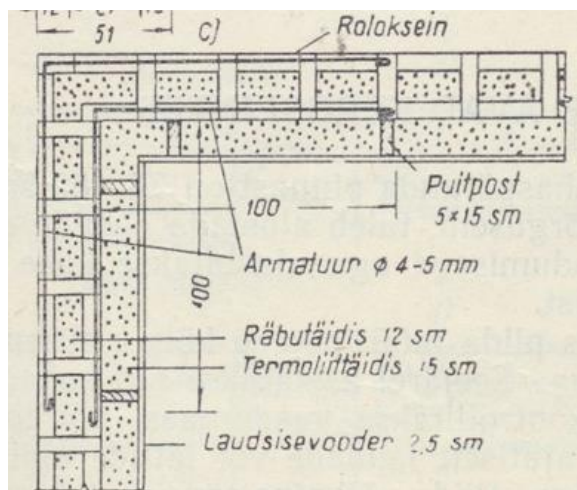 51
C)
Roloksein
Puitpost
5×15 sm
100
Armatuur ϕ 4-5 mm
100
Räbutäidis 12 sm
Termoliittäidis 15 sm
Laudsisevooder 2,5 sm